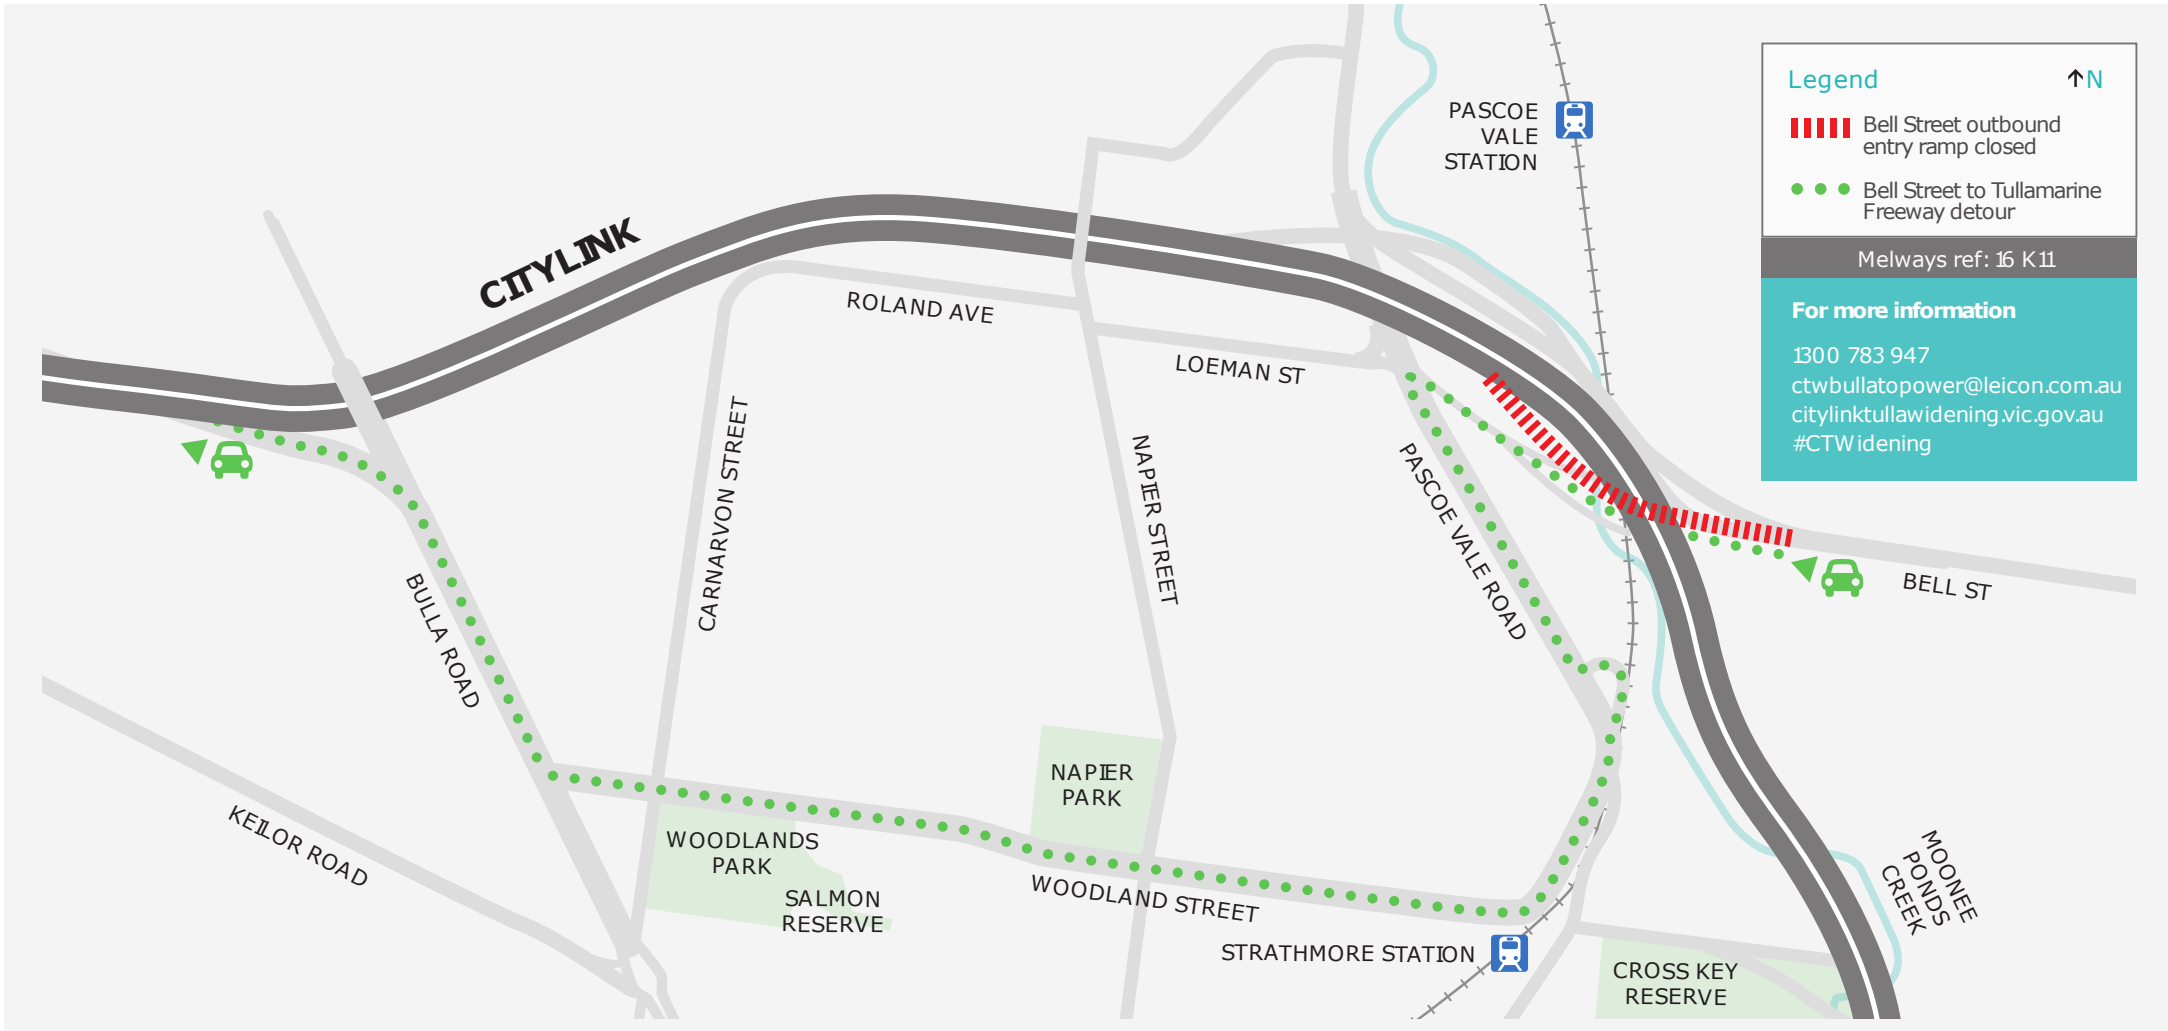 CITYLINK
PASCOE
VALE
STATION
Legend
N
Bell Street outbound
entry ramp closed
Bell Street to Tullamarine
Freeway detour
Melways ref: 16 K11
For more information
1300 783 947
ctwbullatopower@leicon.com.au
citylinktullawidening.vic.gov.au
#CTWidening
ROLAND AVE
LOEMAN ST
CARNARVON STREET
NAPIER STREET
PASCOE VALE ROAD
BELL ST
BULLA ROAD
KEILOR ROAD
NAPIER
PARK
WOODLANDS
PARK
SALMON
RESERVE
WOODLAND STREET
STRATHMORE STATION
MOONEE
PONDS
CREEK
CROSS KEY
RESERVE